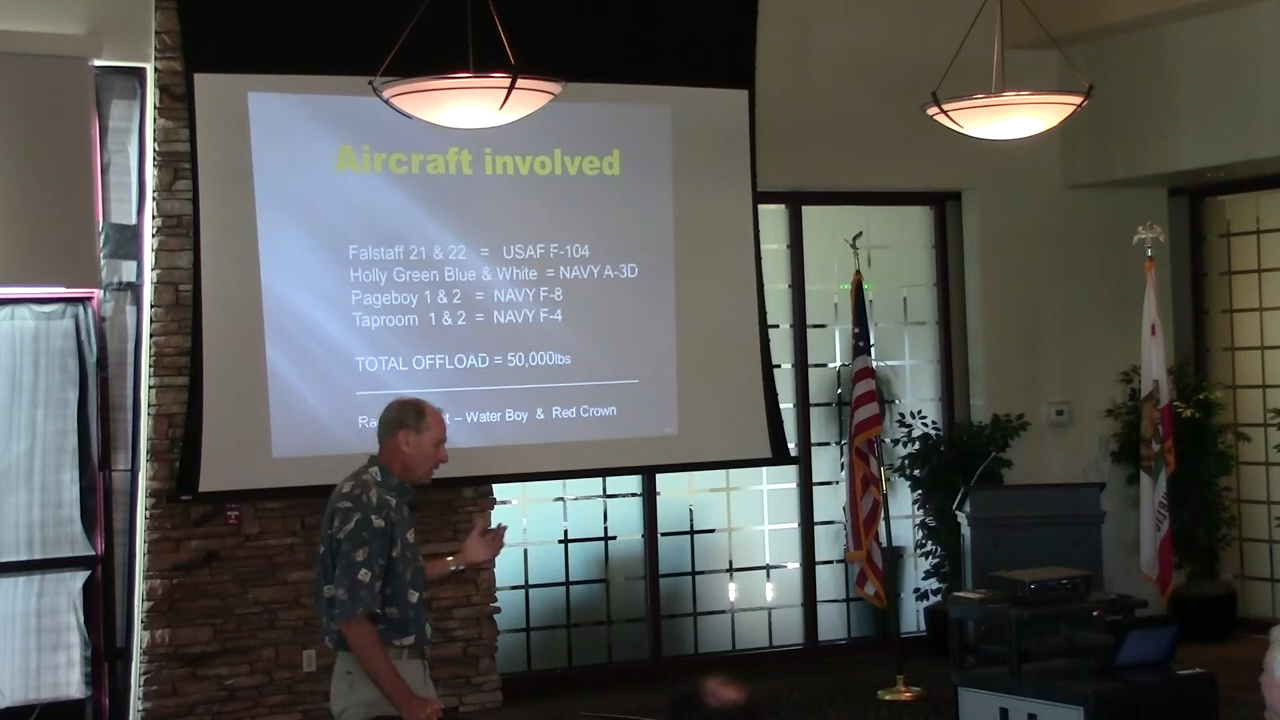 Aircraft involved
Falstaff 21 & 22 = USAF F-104
Holly Green Blue & White = NAVY A-3D
Pageboy 1 & 2 = NAVY F-8
Taproom 1 & 2 = NAVY F-4
TOTAL OFFLOAD = 50,000lbs
– Water Boy & Red Crown